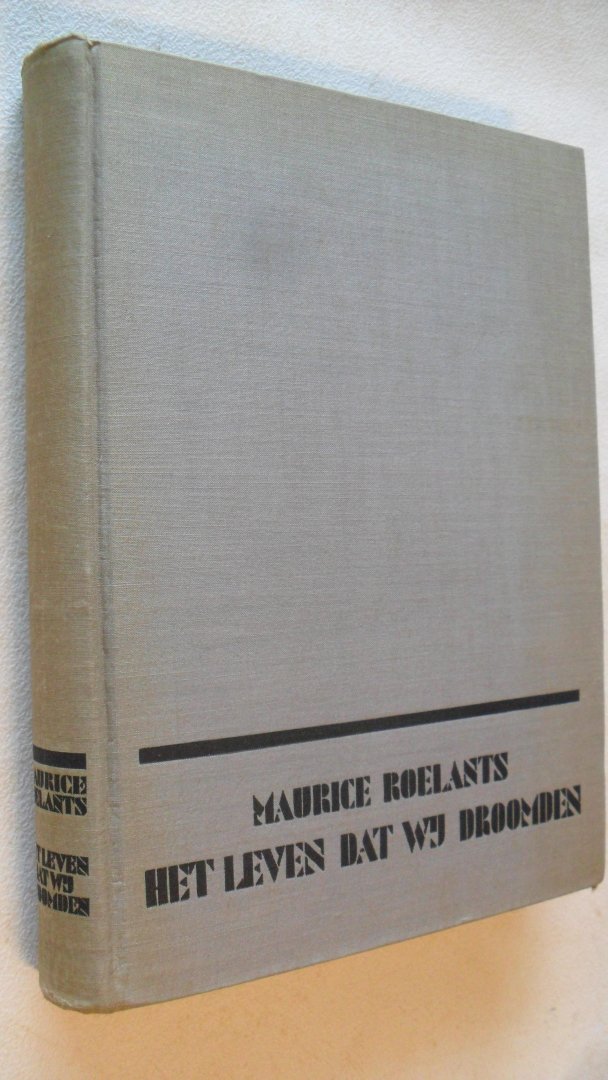 MAURICE ROELANTS
HET LEVEN DAT WIJ DROOMDEN
MAURICE
ROELANTS
HET LEVEN
DAT WIJ
DROOMDEN